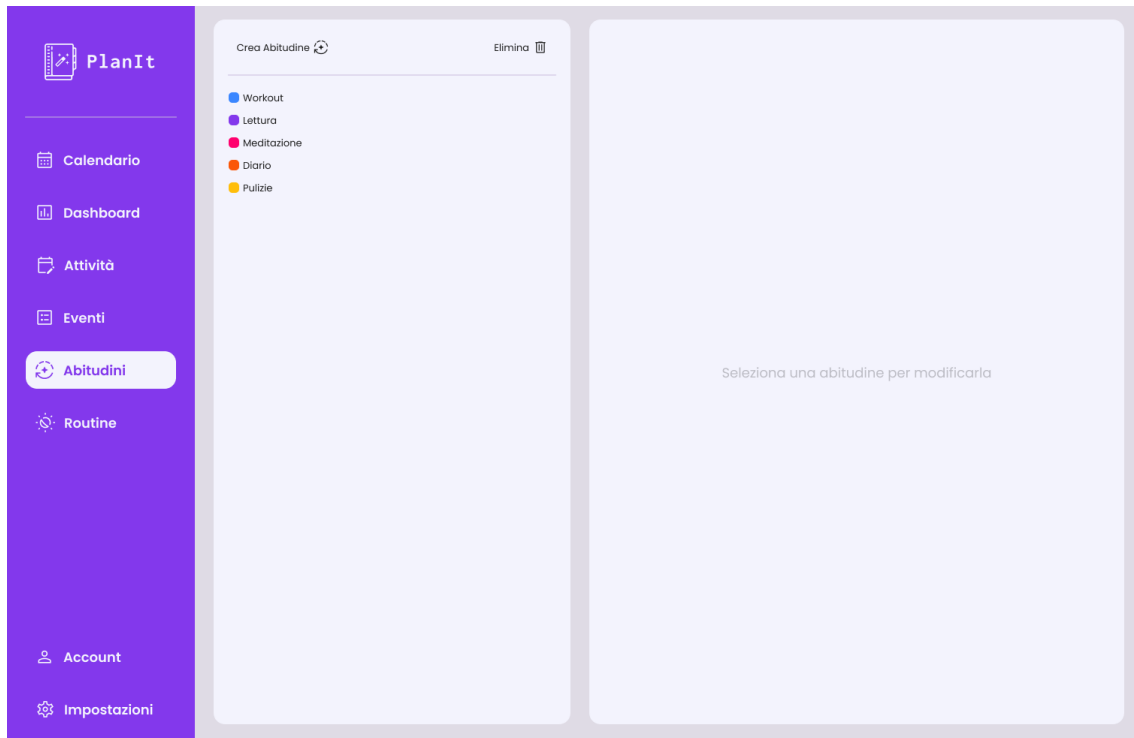 PlanIt
Calendario
Dashboard
Attività
Eventi
Abitudini
Routine
Account
Impostazioni
Crea Abitudine
Elimina
Workout
Lettura
Meditazione
Diario
Pulizie
Seleziona una abitudine per modificarla